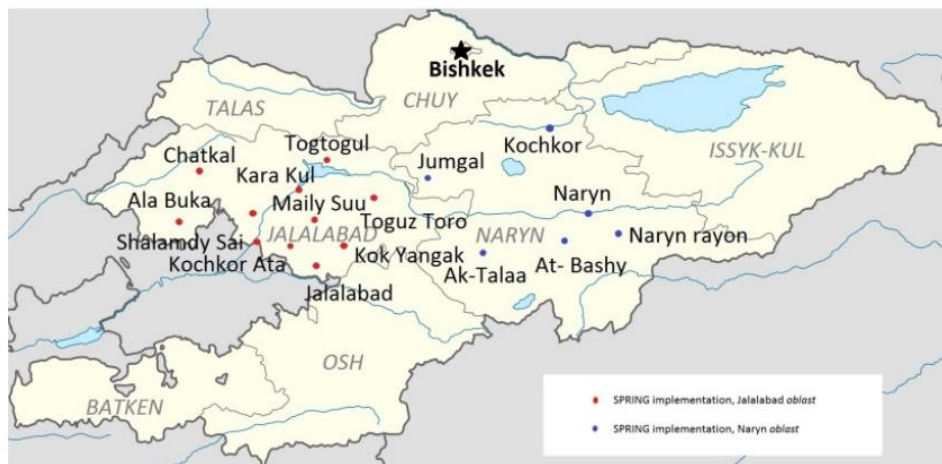 Bishkek
TALAS
CHUY
Togtogul
Kochkor
Chatkal
Jumgal
ISSYK-KUL
Kara Kul
Ala Buka
Maily Suu
Naryn
Toguz Toro
Shalamdy Sai
JALALABAD
NARYN
Naryn rayon
Kochkor Ata
Kok Yangak
At- Bashy
Ak-Talaa
Jalalabad
OSH
BATKEN
SPRING implementation, Jalalabad oblast
SPRING implementation, Naryn oblast